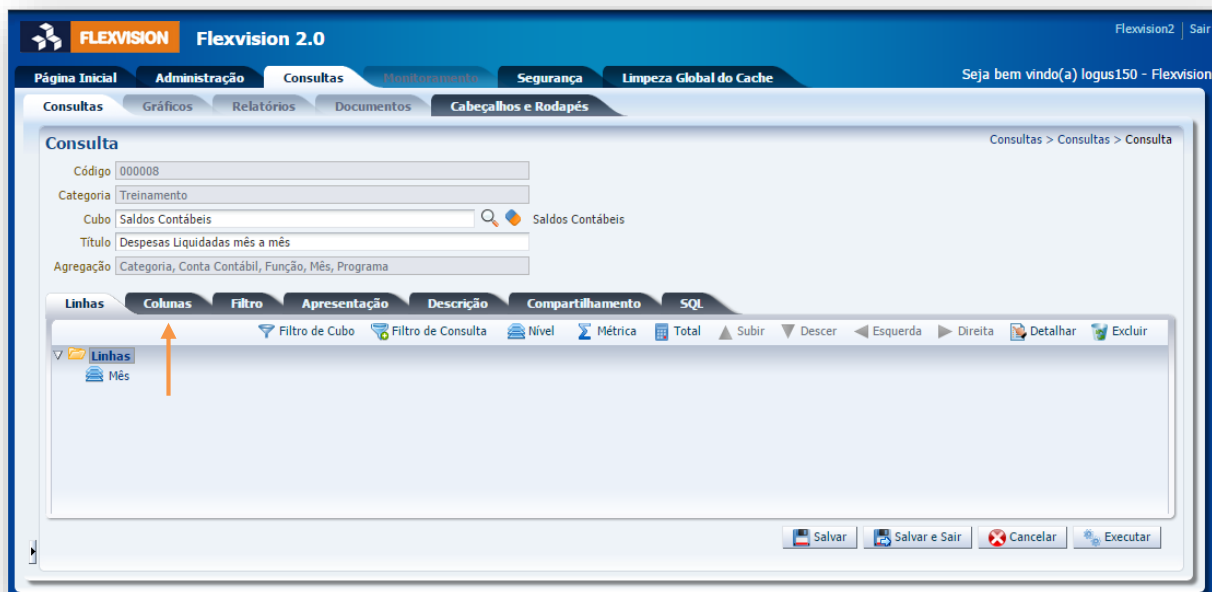 Flexvision2 | Sair
FLEXVISION Flexvision 2.0
Página Inicial Administração Consultas Monitoramento Segurança Limpeza Global do Cache Seja bem vindo(a) logus150 - Flexvision
Consultas Gráficos Relatórios Documentos Cabeçalhos e Rodapés
Consulta Consultas > Consultas > Consulta
Código 000008
Categoria Treinamento
Cubo Saldos Contábeis Saldos Contábeis
Título Despesas Liquidadas mês a mês
Agregação Categoria, Conta Contábil, Função, Mês, Programa
Linhas Colunas Filtro Apresentação Descrição Compartilhamento SQL
Filtro de Cubo Filtro de Consulta Nível Métrica Total Subir Descer Esquerda Direita Detalhar Excluir
Linhas
Mês
Salvar Salvar e Sair Cancelar Executar